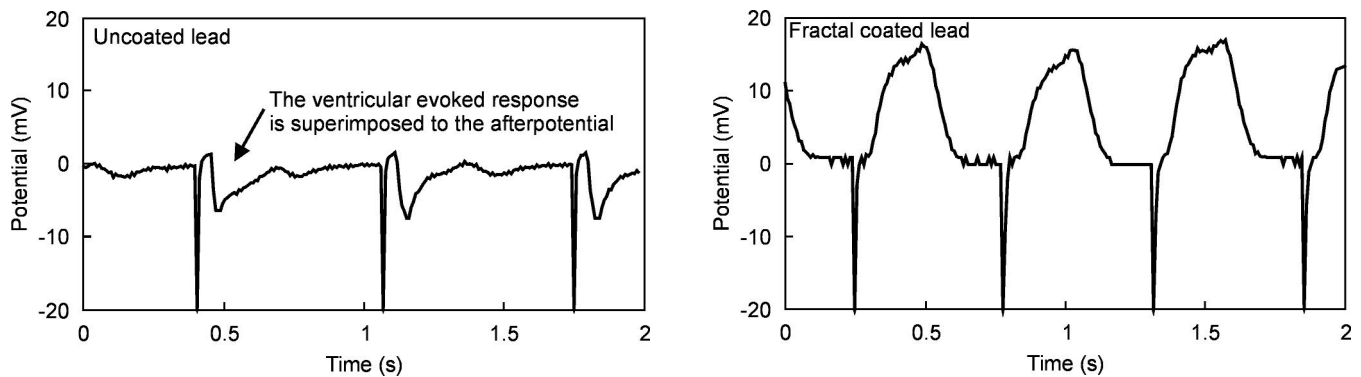 Uncoated lead
The ventricular evoked response
is superimposed to the afterpotential
Potential (mV)
20
10
0
-10
-20
0
0.5
1
1.5
2
Time (s)
Fractal coated lead
Potential (mV)
20
10
0
-10
-20
0
0.5
1
1.5
2
Time (s)